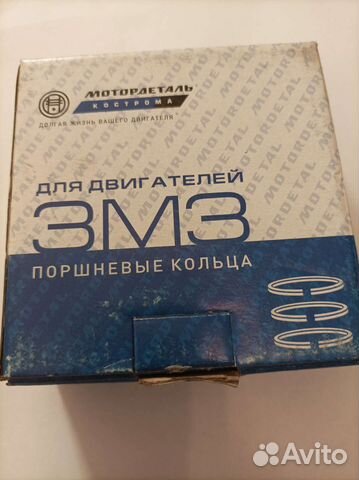 МОТОРДЕТАЛЬ
КОСТРОМА
ДОЛГАЯ ЖИЗНЬ ВАШЕГО ДВИГАТЕЛЯ
ДЛЯ ДВИГАТЕЛЕЙ
ЗМЗ
ПОРШНЕВЫЕ КОЛЬЦА
MOTORDETAL
Avito